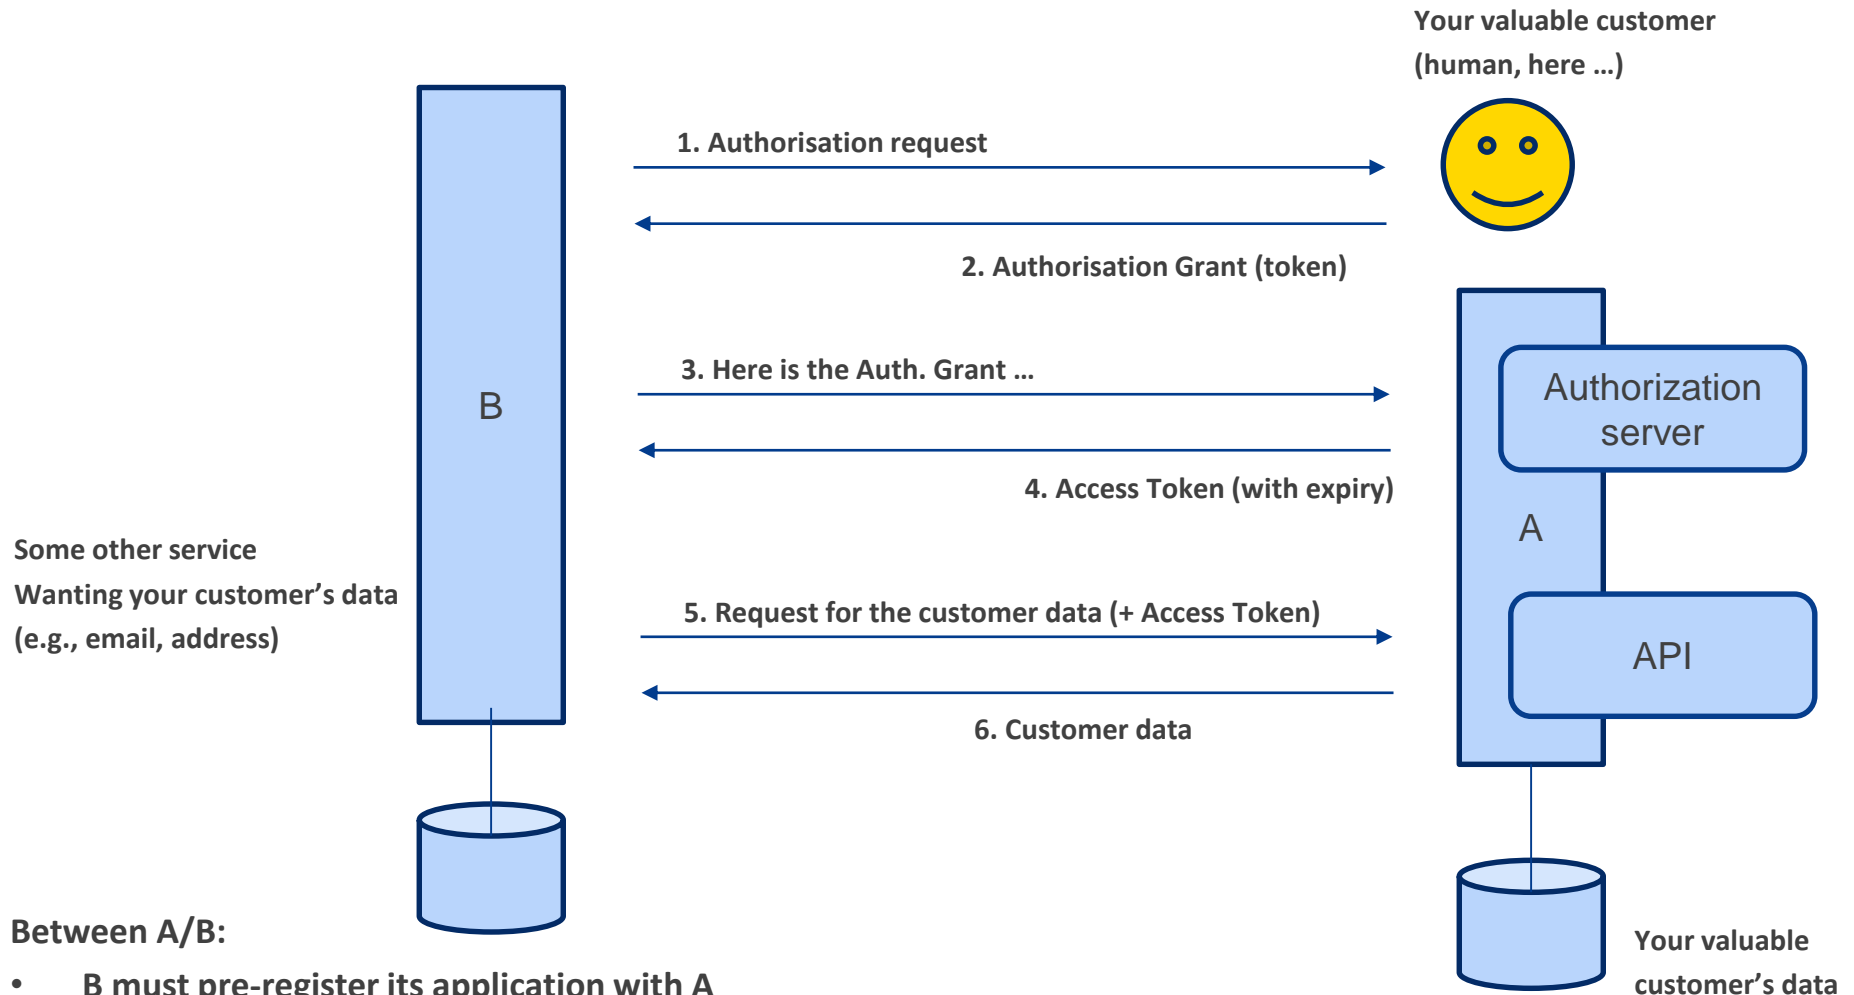 Your valuable customer
(human, here …)
1. Authorisation request
2. Authorisation Grant (token)
3. Here is the Auth. Grant …
Authorization
server
B
4. Access Token (with expiry)
A
Some other service
Wanting your customer’s data
(e.g., email, address)
5. Request for the customer data (+ Access Token)
API
6. Customer data
Between A/B:
• B must pre-register its application with A
Your valuable
customer’s data